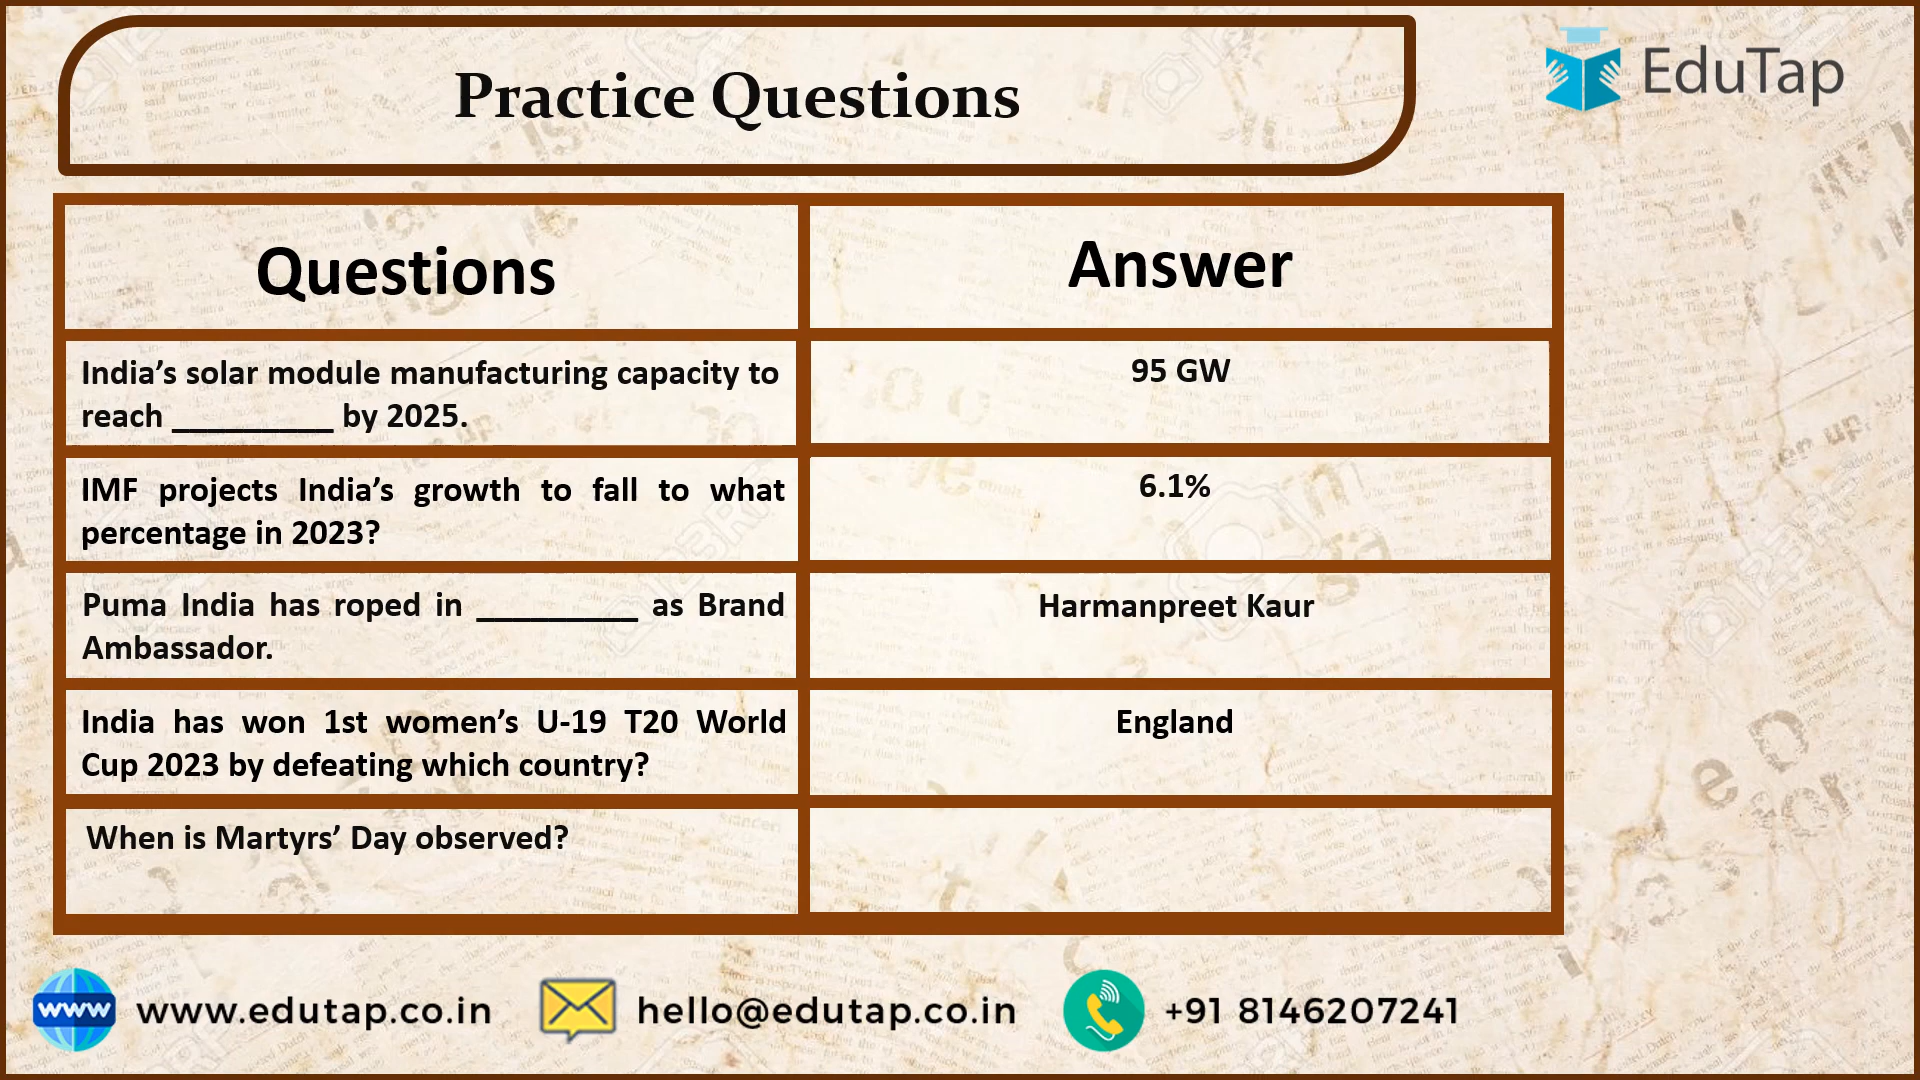 Practice Questions
EduTap
Questions
Answer
India’s solar module manufacturing capacity to
reach _________ by 2025.
95 GW
IMF projects India’s growth to fall to what
percentage in 2023?
6.1%
Puma India has roped in _________ as Brand
Ambassador.
Harmanpreet Kaur
India has won 1st women’s U-19 T20 World
Cup 2023 by defeating which country?
England
When is Martyrs’ Day observed?
www
www.edutap.co.in
hello@edutap.co.in
+91 8146207241